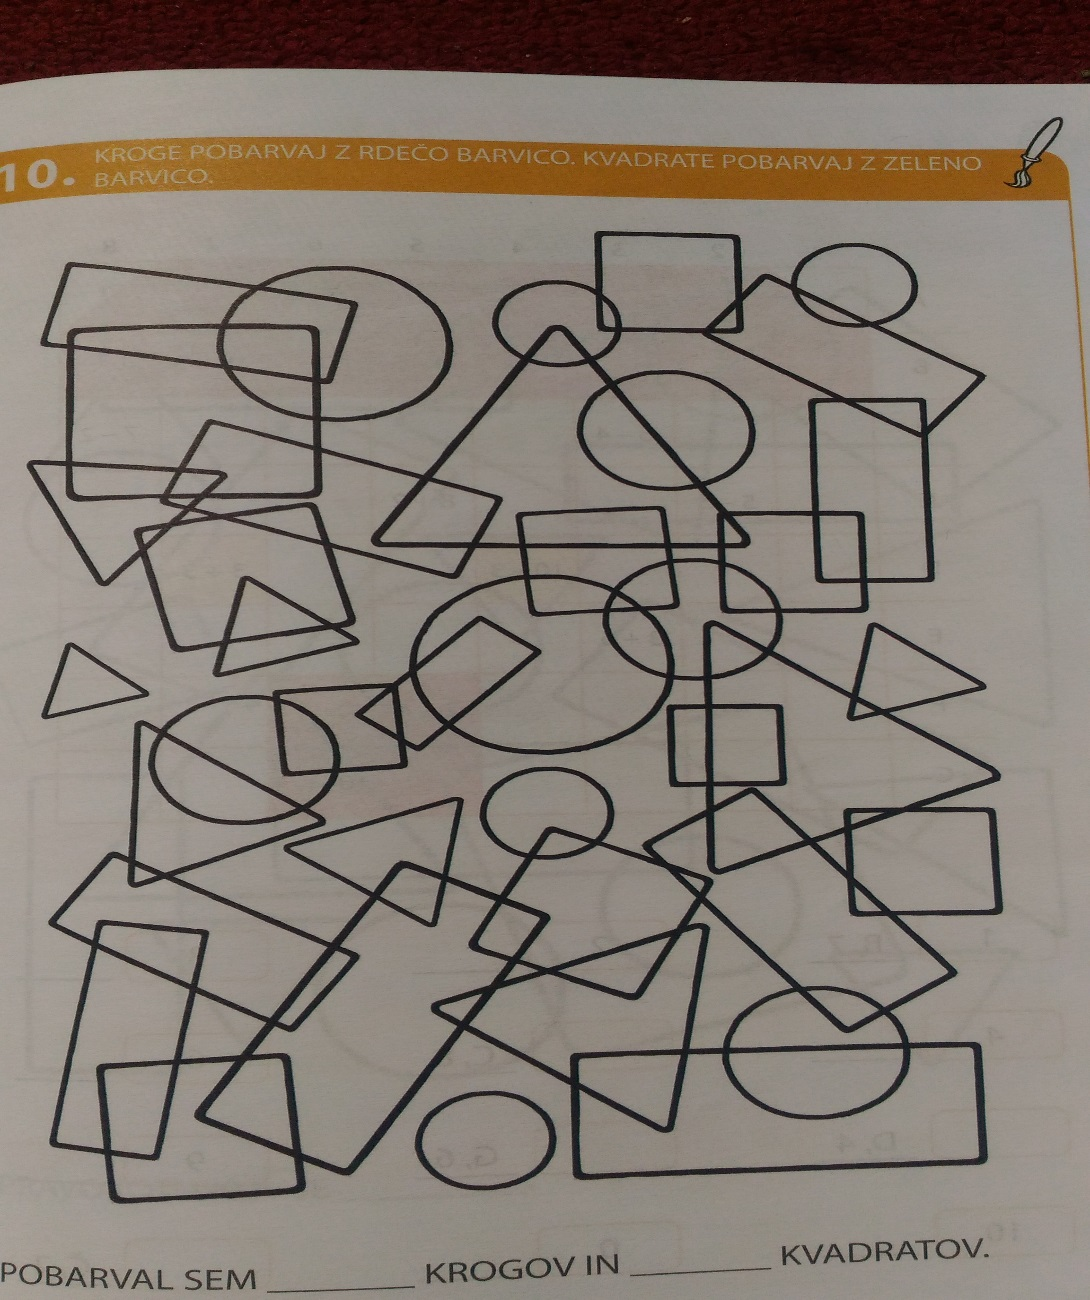 10. KROGE POBARVAJ Z RDEČO BARVICO. KVADRATE POBARVAJ Z ZELENO
BARVICO.
POBARVAL SEM ________ KROGOV IN ________ KVADRATOV.